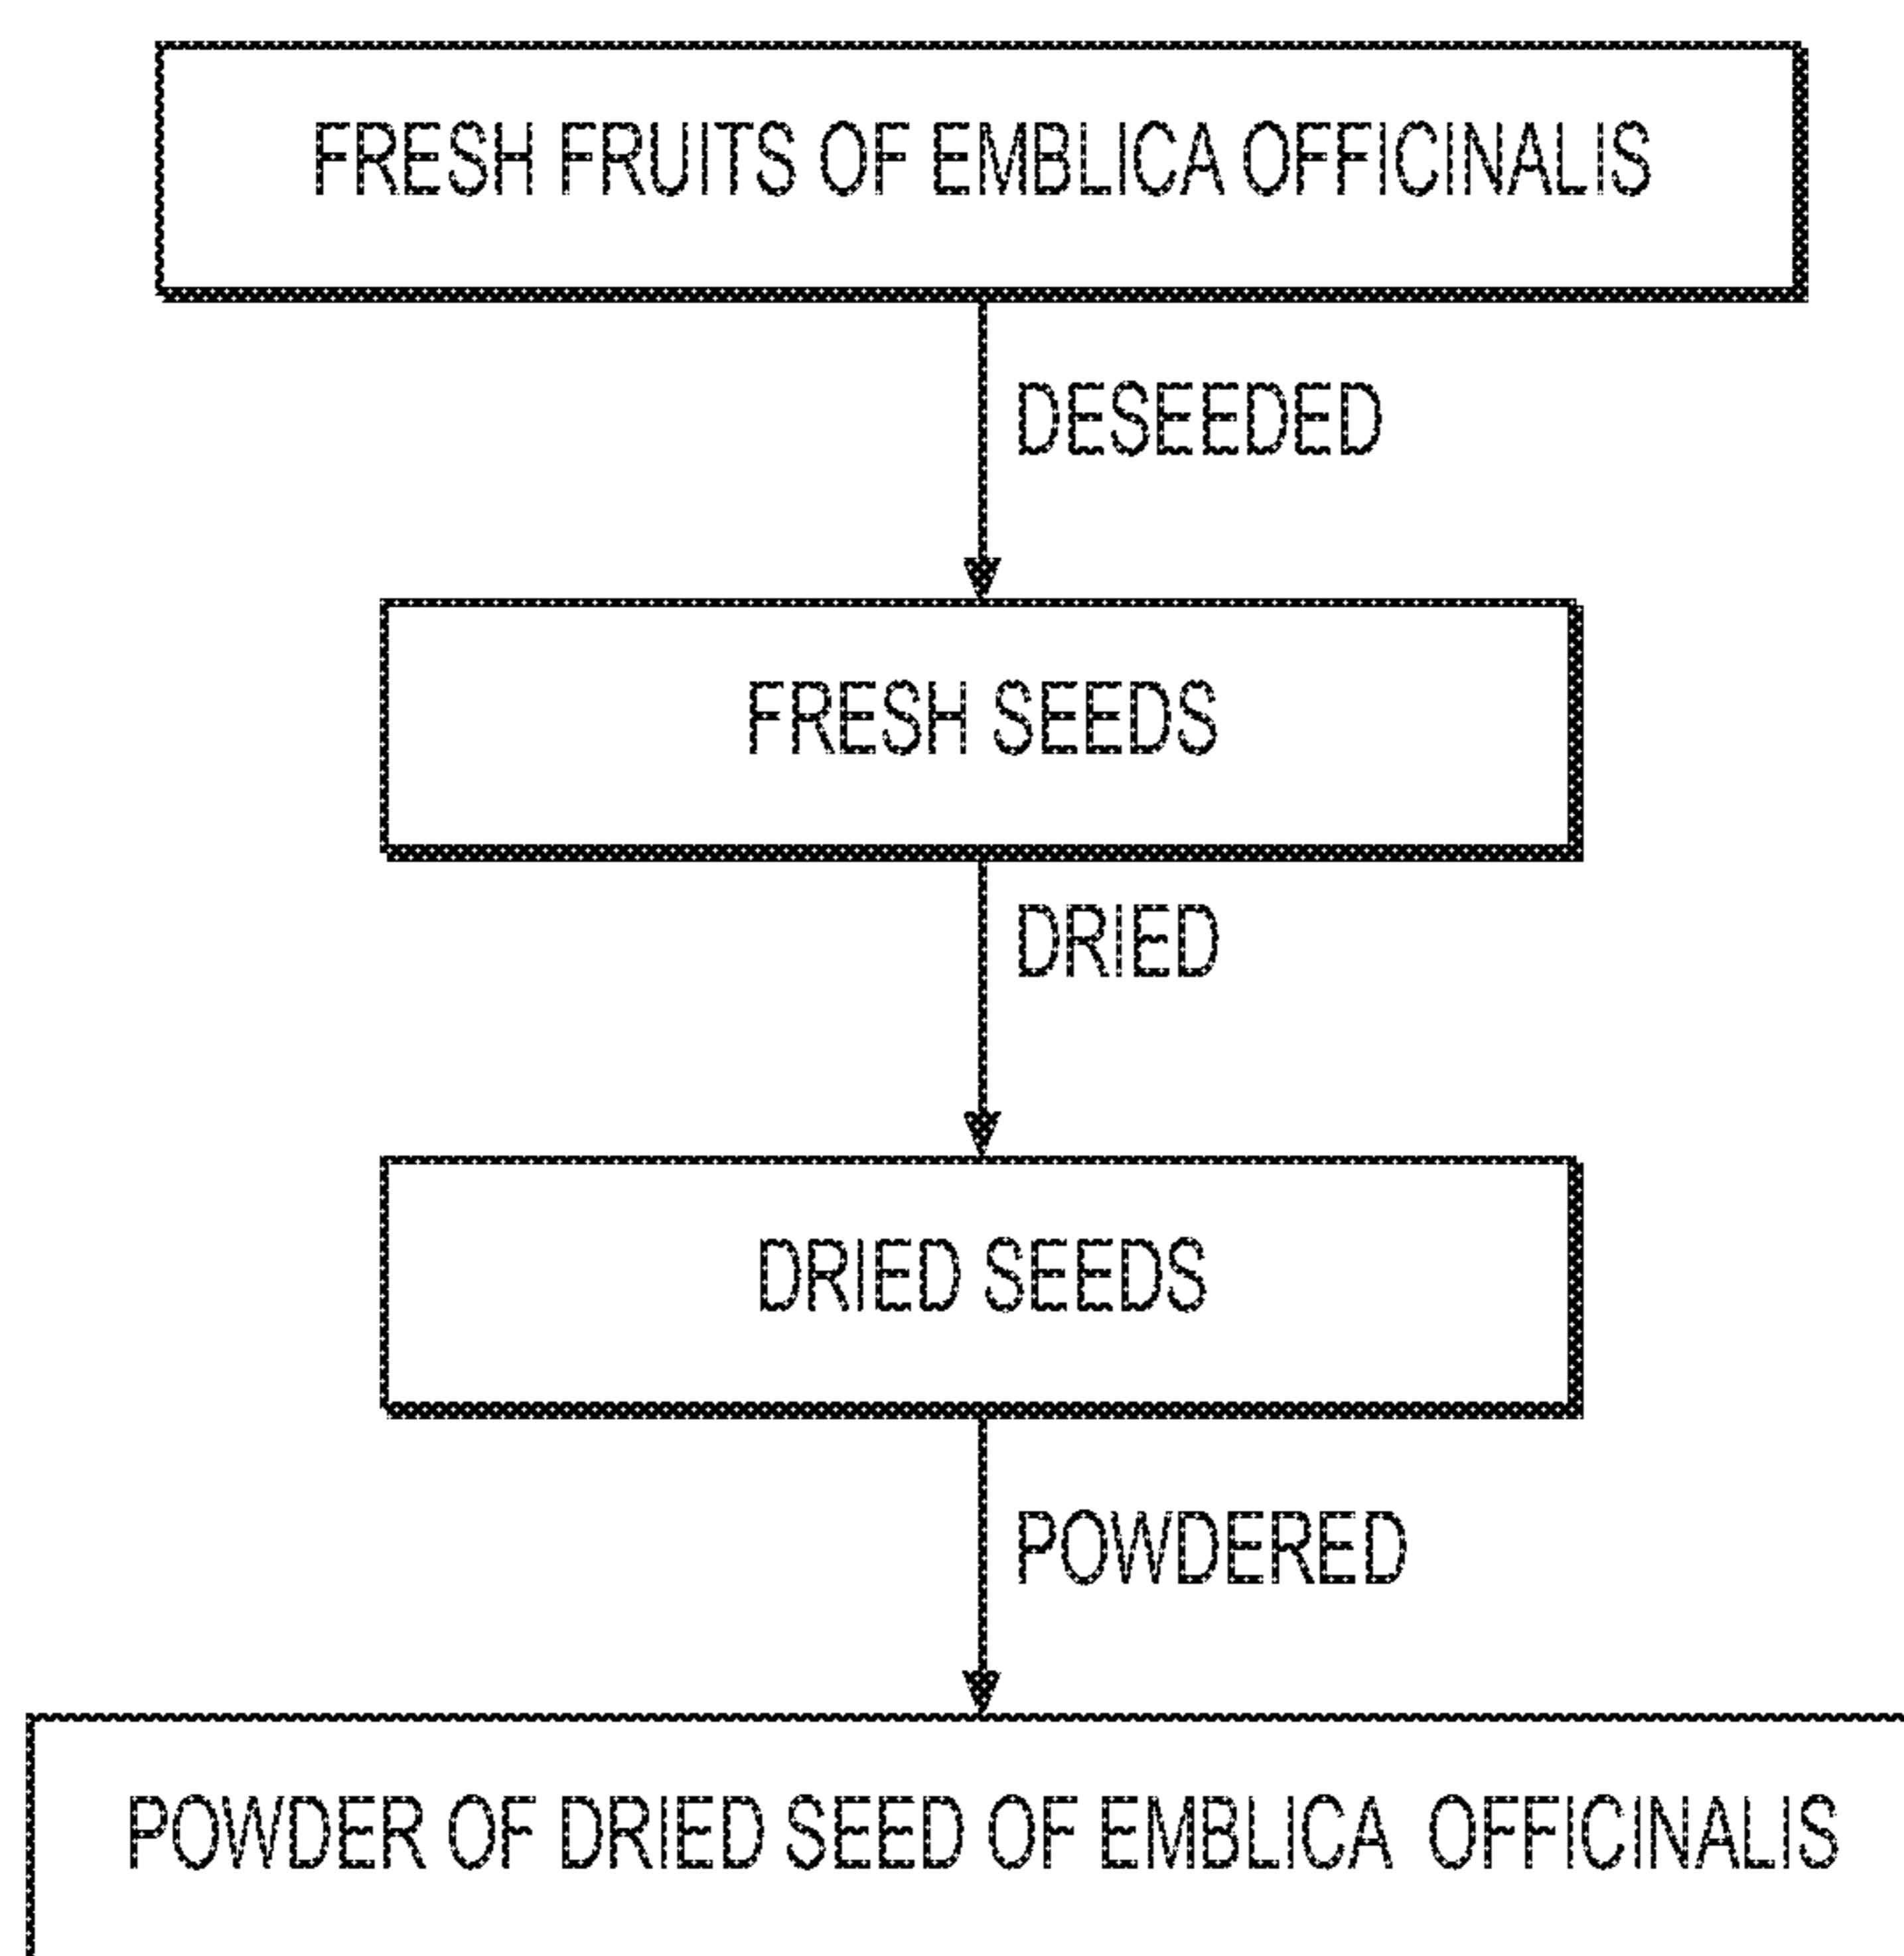 FRESH FRUITS OF EMBLICA OFFICINALIS
DESEEDED
FRESH SEEDS
DRIED
DRIED SEEDS
POWDERED
POWDER OF DRIED SEED OF EMBLICA OFFICINALIS